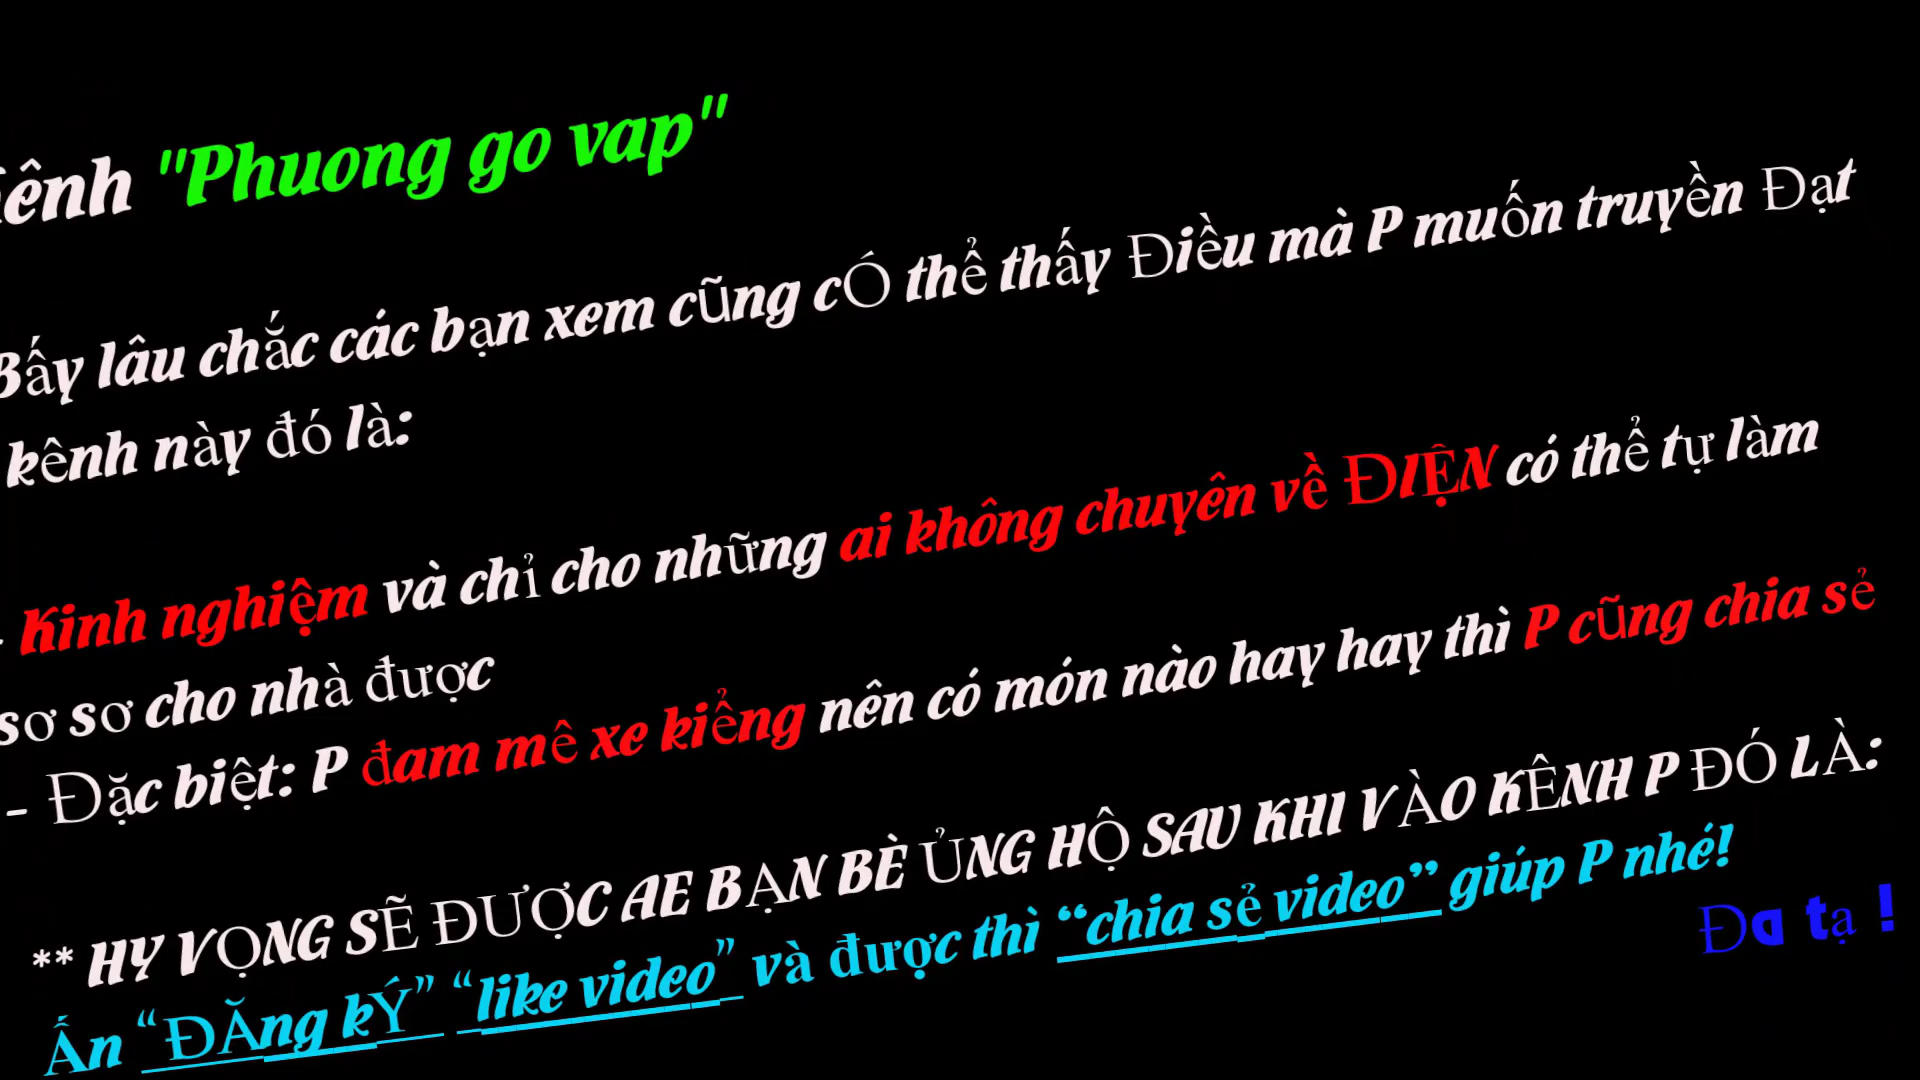 kênh "Phuong go vap"
Bấy lâu chắc các bạn xem cũng cÓ thể thấy Điều mà P muốn truyền Đạt
kênh này đó là:
- Kinh nghiệm và chỉ cho những ai không chuyên về ĐIỆN có thể tự làm
sơ sơ cho nhà được
- Đặc biệt: P đam mê xe kiểng nên có món nào hay hay thì P cũng chia sẻ
** HY VỌNG SẼ ĐƯỢC AE BẠN BÈ ỦNG HỘ SAU KHI VÀO KÊNH P ĐÓ LÀ:
Ấn “ĐĂng kÝ” “like video” và được thì “chia sẻ video” giúp P nhé!
Đa tạ !